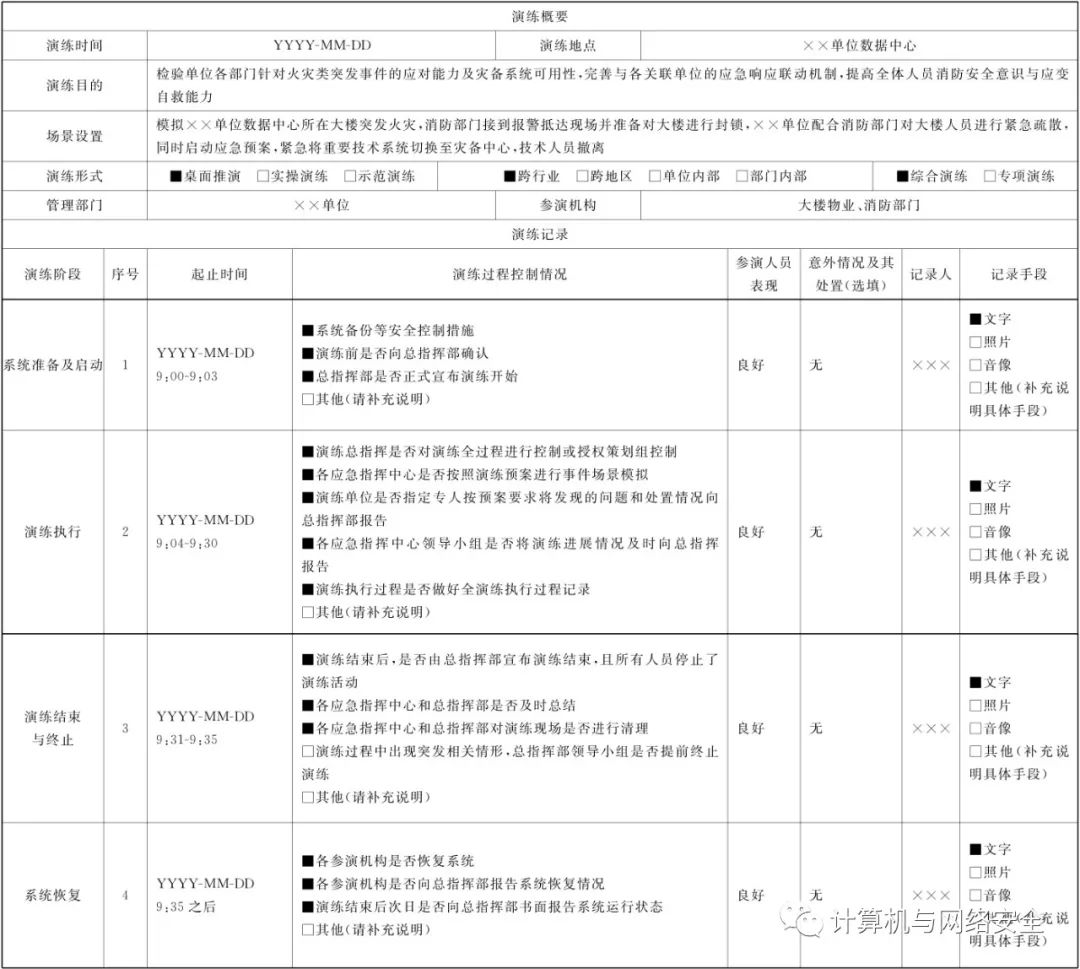 演练概要
演练时间 YYYY-MM-DD 演练地点 ××单位数据中心
演练目的 检验单位各部门针对火灾类突发事件的应对能力及灾备系统可用性,完善与各关联单位的应急响应联动机制,提高全体人员消防安全意识与应变
自救能力
场景设置 模拟××单位数据中心所在大楼突发火灾,消防部门接到报警抵达现场并准备对大楼进行封锁,××单位配合消防部门对大楼人员进行紧急疏散,
同时启动应急预案,紧急将重要技术系统切换至灾备中心,技术人员撤离
演练形式 ■桌面推演 □实操演练 □示范演练 ■跨行业 □跨地区 □单位内部 □部门内部 ■综合演练 □专项演练
管理部门 ××单位 参演机构 大楼物业、消防部门
演练记录
演练阶段 序号 起止时间 演练过程控制情况 参演人员
表现 意外情况及其
处置(选填) 记录人 记录手段
系统准备及启动 1 YYYY-MM-DD
9:00-9:03
■系统备份等安全控制措施
■演练前是否向总指挥部确认
■总指挥部是否正式宣布演练开始
□其他(请补充说明)
良好 无 ×××
■文字
□照片
□音像
□其他(补充说
明具体手段)
演练执行 2 YYYY-MM-DD
9:04-9:30
■演练总指挥是否对演练全过程进行控制或授权策划组控制
■各应急指挥中心是否按照演练预案进行事件场景模拟
■演练单位是否指定专人按预案要求将发现的问题和处置情况向
总指挥部报告
■各应急指挥中心领导小组是否将演练进展情况及时向总指挥
报告
■演练执行过程是否做好全演练执行过程记录
□其他(请补充说明)
良好 无 ×××
■文字
□照片
□音像
□其他(补充说
明具体手段)
演练结束
与终止 3 YYYY-MM-DD
9:31-9:35
■演练结束后,是否由总指挥部宣布演练结束,且所有人员停止了
演练活动
■各应急指挥中心和总指挥部是否及时总结
■各应急指挥中心和总指挥部对演练现场是否进行清理
□演练过程中出现突发相关情形,总指挥部领导小组是否提前终止
演练
□其他(请补充说明)
良好 无 ×××
■文字
□照片
□音像
□其他(补充说
明具体手段)
系统恢复 4 YYYY-MM-DD
9:35 之后
■各参演机构是否恢复系统
■各参演机构是否向总指挥部报告系统恢复情况
■演练结束后次日是否向总指挥部书面报告系统运行状态
□其他(请补充说明)
良好 无 ×××
■文字
□照片
□音像
补充说
明具体手段)
计算机与网络安全